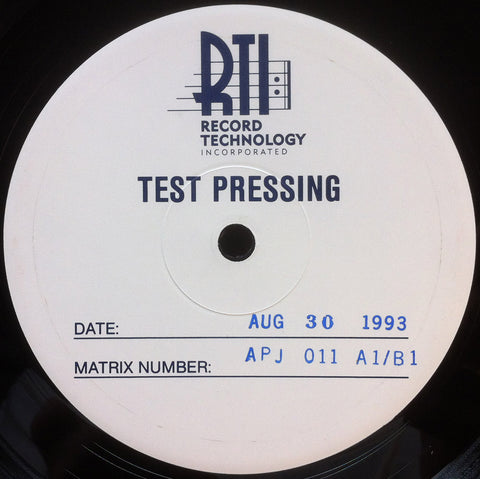 RTI
RECORD
TECHNOLOGY
INCORPORATED
TEST PRESSING
DATE: AUG 30 1993
MATRIX NUMBER: APJ 011 A1/B1